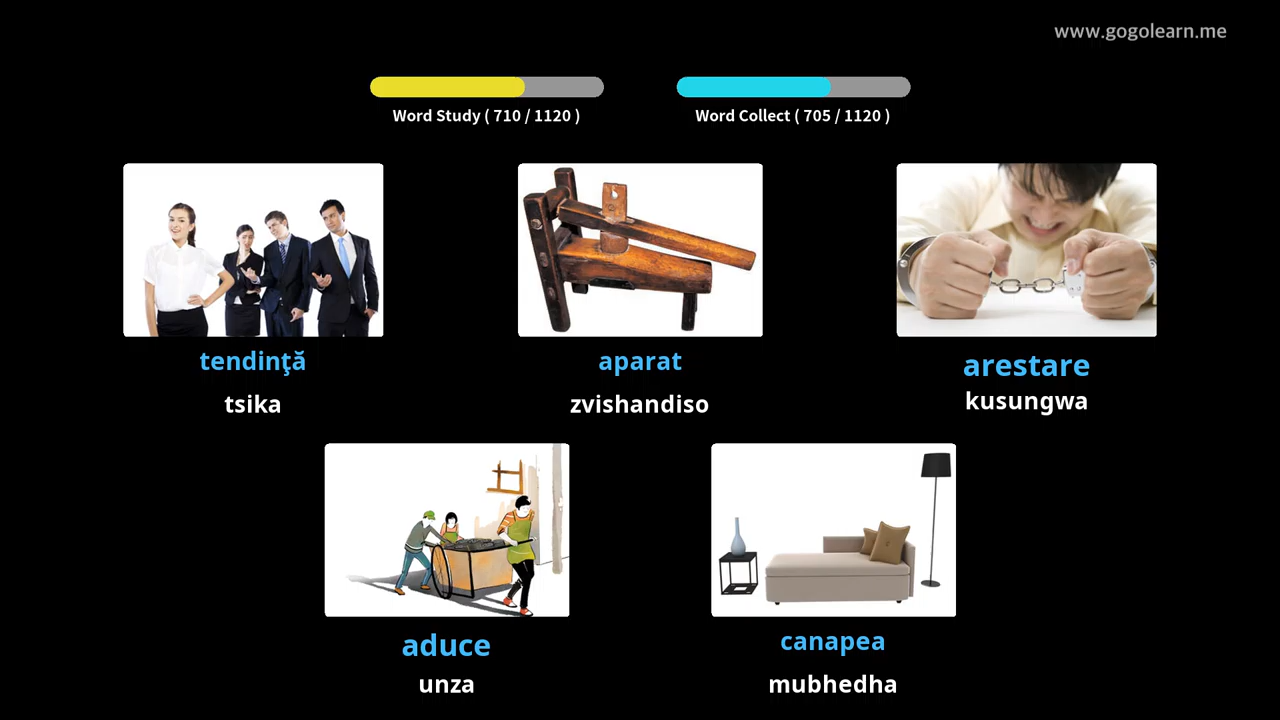 www.gogolearn.me
Word Study ( 710 / 1120 )
Word Collect ( 705 / 1120 )
tendinţă
tsika
aparat
zvishandiso
arestare
kusungwa
aduce
unza
canapea
mubhedha